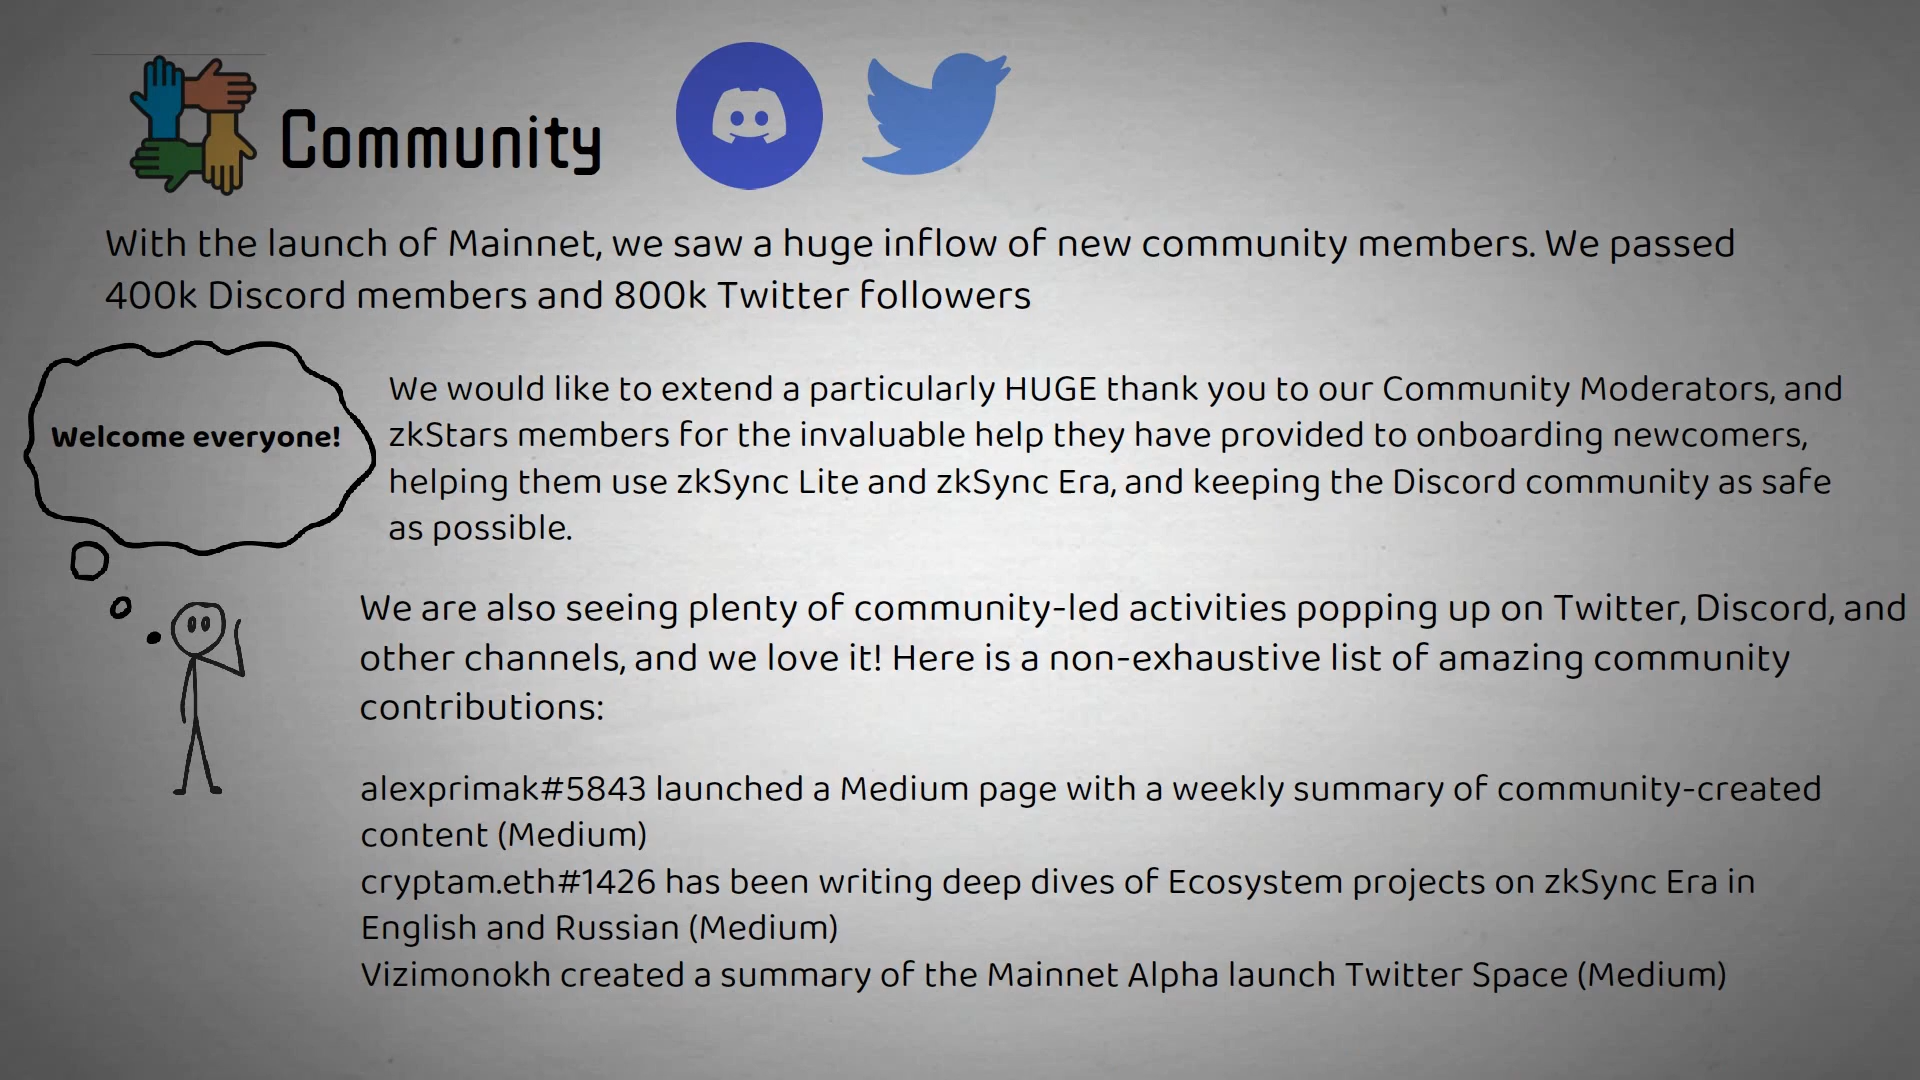 Community
With the launch of Mainnet, we saw a huge inflow of new community members. We passed
400k Discord members and 800k Twitter followers
Welcome everyone!
We would like to extend a particularly HUGE thank you to our Community Moderators, and
zkStars members for the invaluable help they have provided to onboarding newcomers,
helping them use zkSync Lite and zkSync Era, and keeping the Discord community as safe
as possible.
We are also seeing plenty of community-led activities popping up on Twitter, Discord, and
other channels, and we love it! Here is a non-exhaustive list of amazing community
contributions:
alexprimak#5843 launched a Medium page with a weekly summary of community-created
content (Medium)
cryptam.eth#1426 has been writing deep dives of Ecosystem projects on zkSync Era in
English and Russian (Medium)
Vizimonokh created a summary of the Mainnet Alpha launch Twitter Space (Medium)